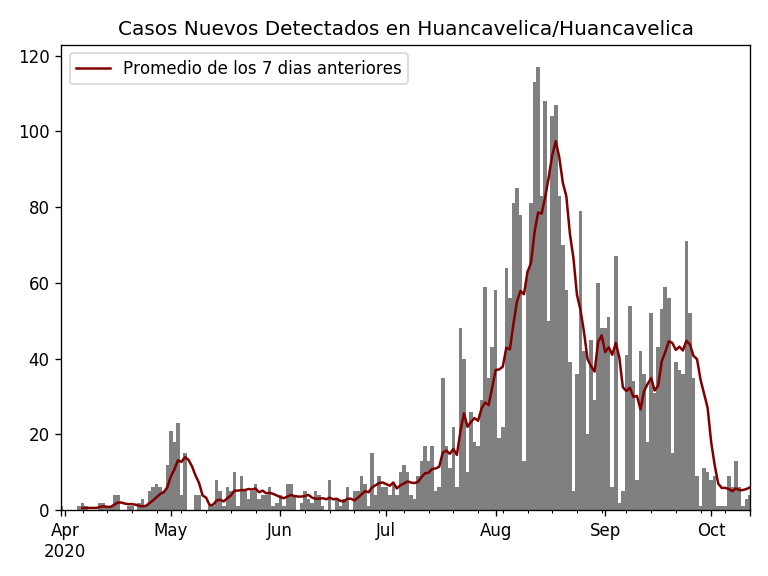 Casos Nuevos Detectados en Huancavelica/Huancavelica
Promedio de los 7 dias anteriores
120
100
80
60
40
20
0
Apr May Jun Jul Aug Sep Oct
2020